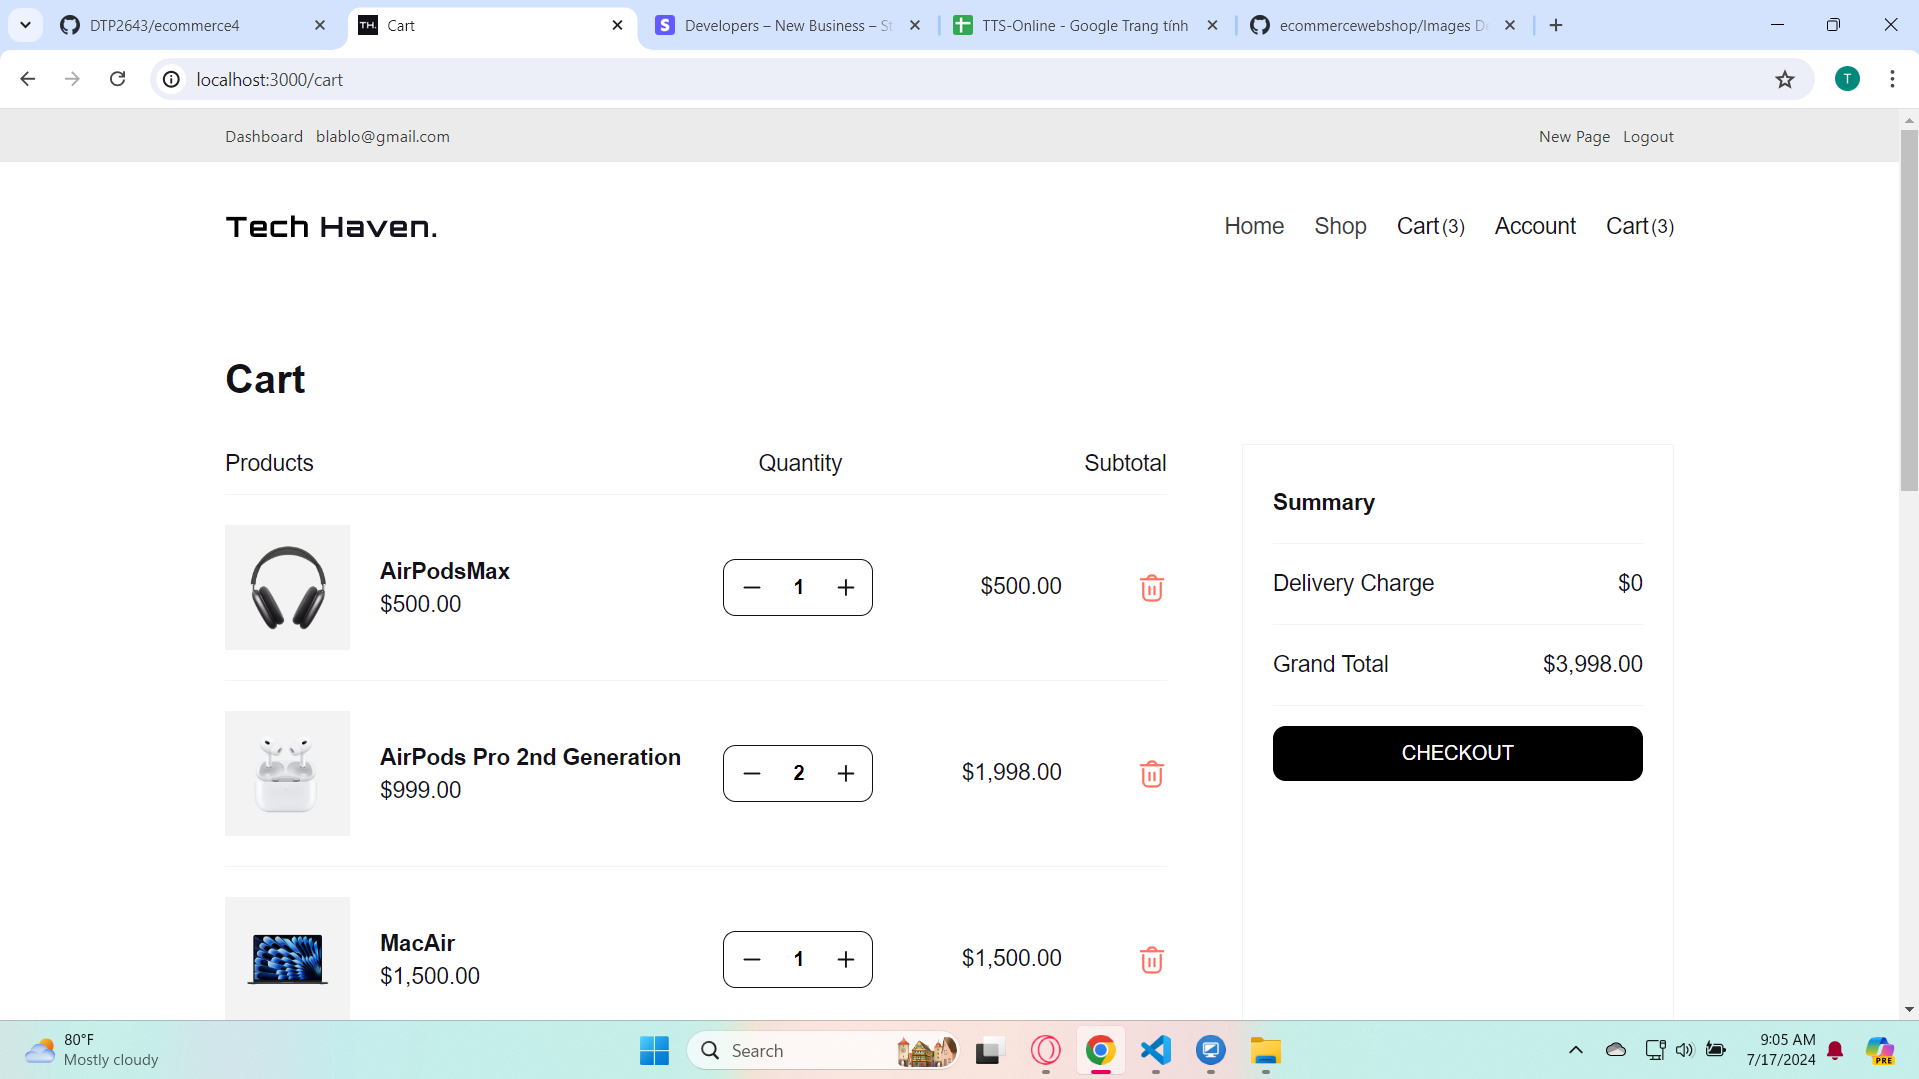 DTP2643/ecommerce4
TH. Cart
S Developers – New Business – St
TTS-Online - Google Trang tính
ecommercewebshop/Images De
localhost:3000/cart
T
Dashboard blablo@gmail.com
New Page Logout
Tech Haven.
Home Shop Cart(3) Account Cart(3)
Cart
Products Quantity Subtotal
AirPodsMax
$500.00
1
$500.00
AirPods Pro 2nd Generation
$999.00
2
$1,998.00
MacAir
$1,500.00
1
$1,500.00
Summary
Delivery Charge $0
Grand Total $3,998.00
CHECKOUT
80°F
Mostly cloudy
Search
9:05 AM
7/17/2024
PRE